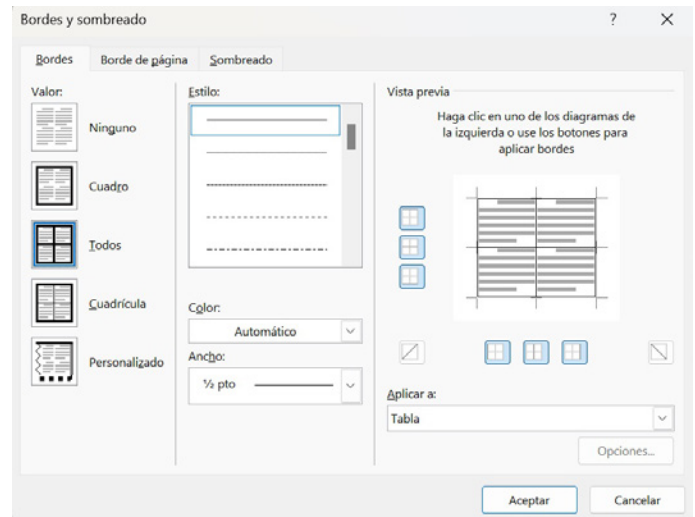 Bordes y sombreado ? ×
Bordes Borde de página Sombreado
Valor:
Ninguno
Cuadro
Todos
Cuadrícula
Personalizado
Estilo:
Color:
Automático
Ancho:
½ pto
Vista previa
Haga clic en uno de los diagramas de
la izquierda o use los botones para
aplicar bordes
Aplicar a:
Tabla
Opciones...
Aceptar Cancelar